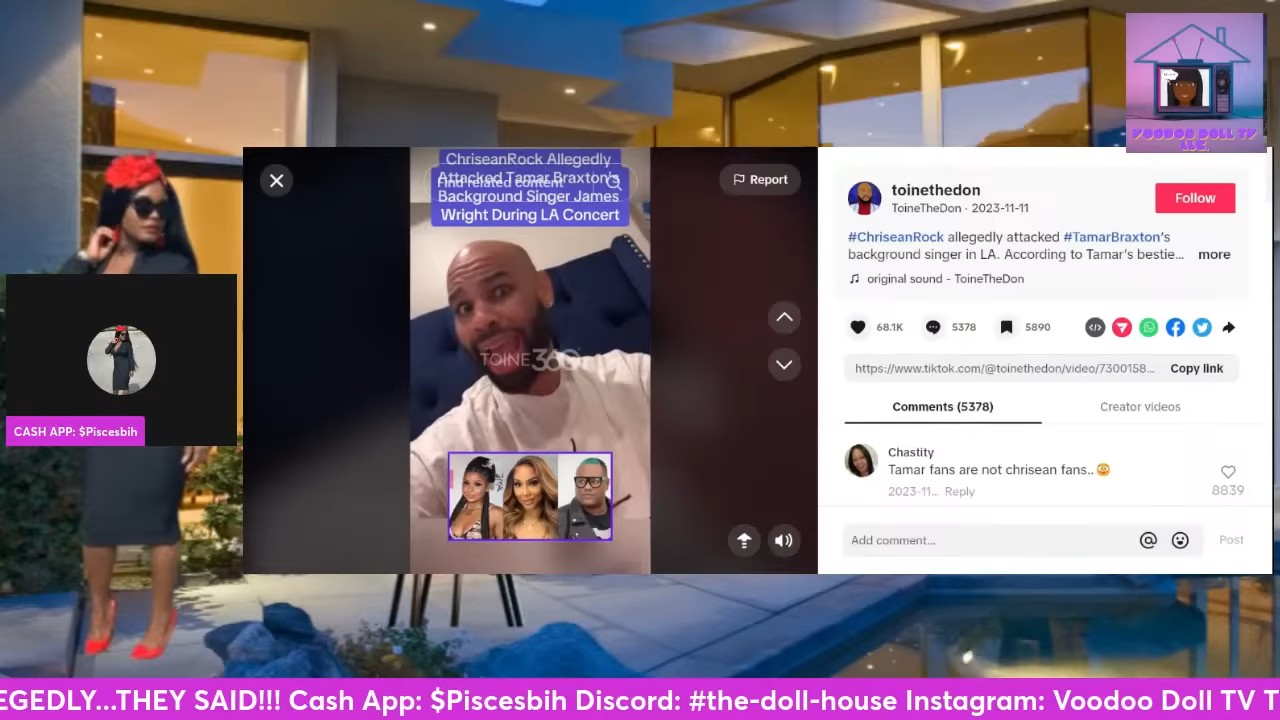 VOODOO DOLL TV
LLC.
ChriseanRock Allegedly
Attacked Tamar Braxton's
Find related content
Background Singer James
Wright During LA Concert
Report
TOINE360
toinethedon
ToineTheDon · 2023-11-11
Follow
#ChriseanRock allegedly attacked #TamarBraxton's
background singer in LA. According to Tamar's bestie... more
original sound - ToineTheDon
68.1K 5378 5890
https://www.tiktok.com/@toinethedon/video/7300158... Copy link
Comments (5378) Creator videos
Chastity
Tamar fans are not chrisean fans..
2023-11... Reply
8839
Add comment... Post
CASH APP: $Piscesbih
EGEDLY...THEY SAID!!! Cash App: $Piscesbih Discord: #the-doll-house Instagram: Voodoo Doll TV T